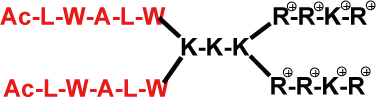 Ac-L-W-A-L-W R-R-K-R
⊕ ⊕ ⊕ ⊕
K-K-K
⊕ ⊕ ⊕ ⊕
Ac-L-W-A-L-W R-R-K-R